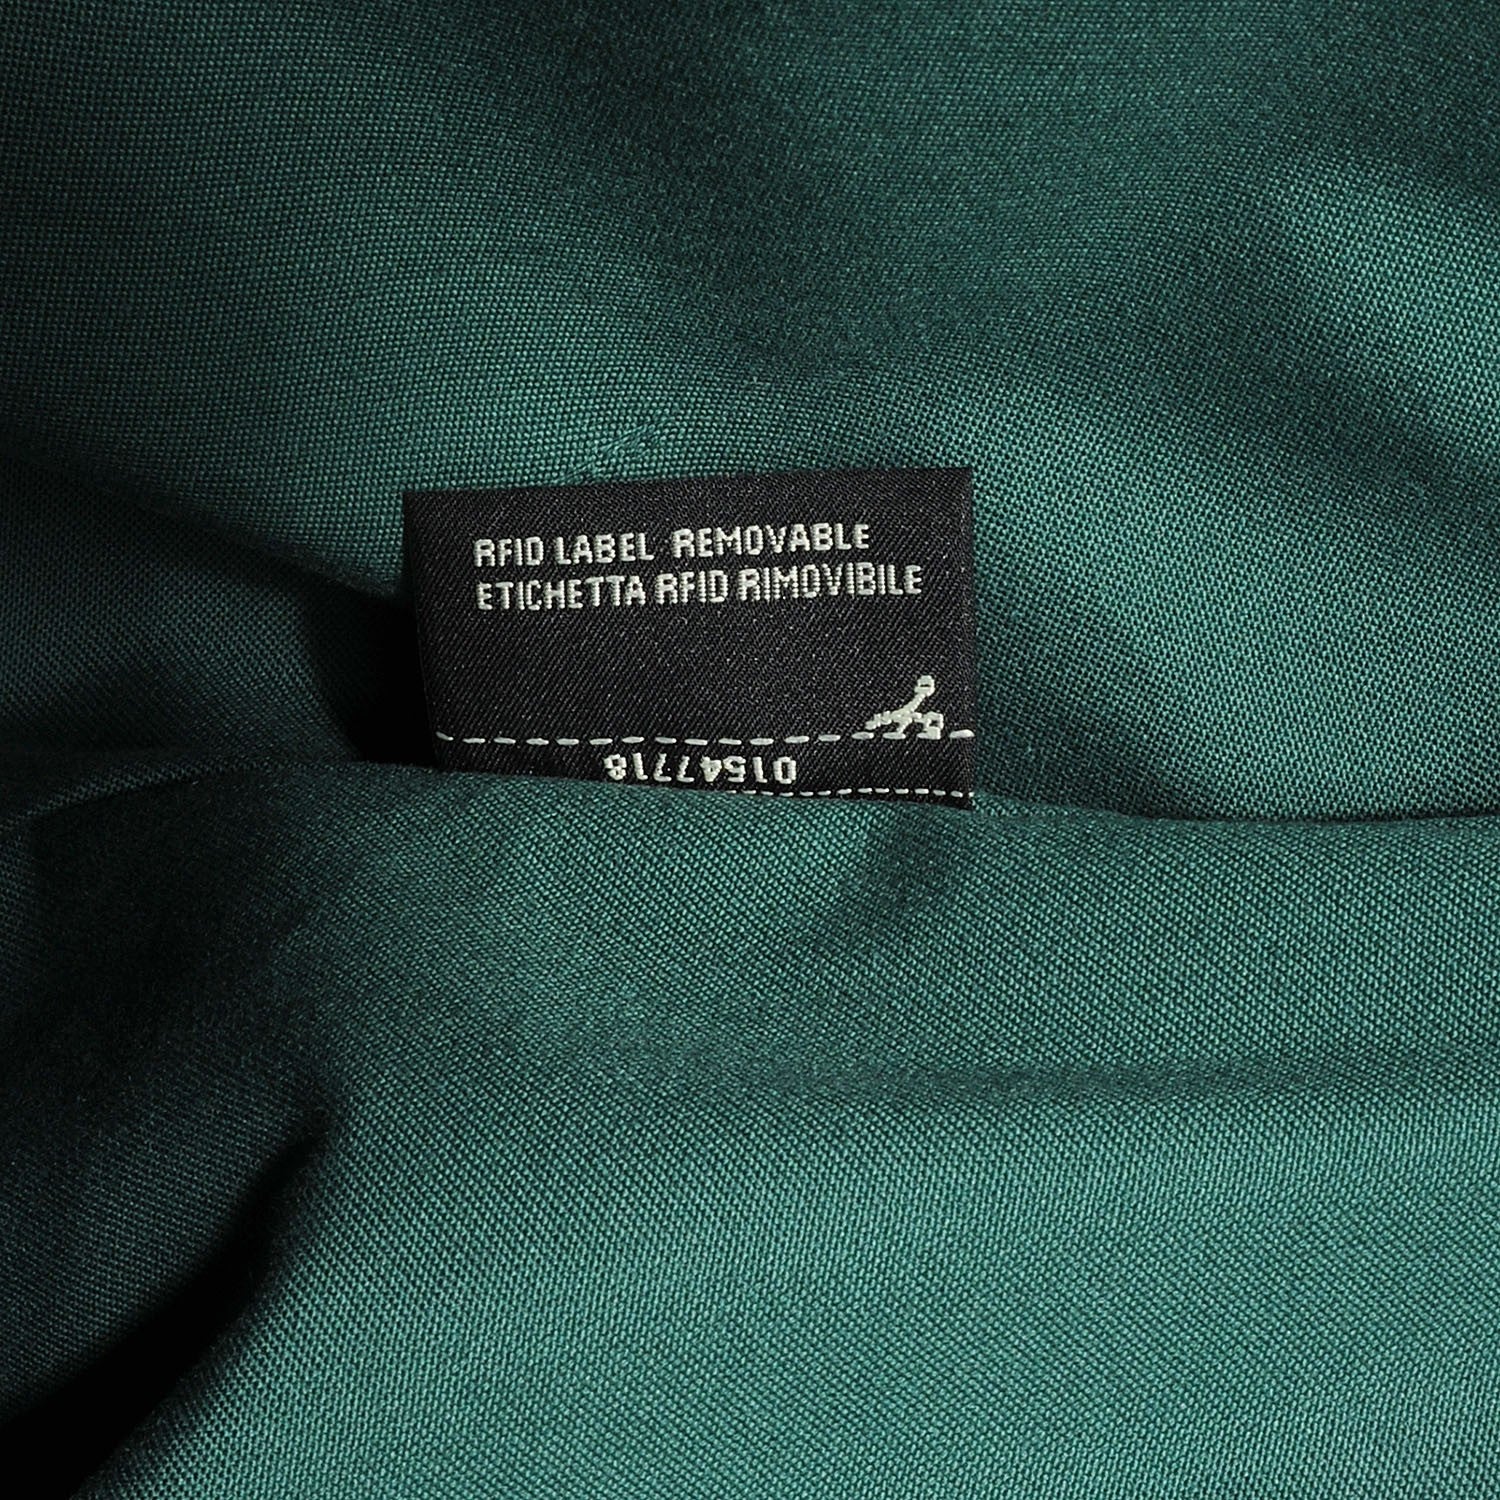 RFID LABEL REMOVABLE
ETICHETTA RFID RIMOVIBILE
01547718